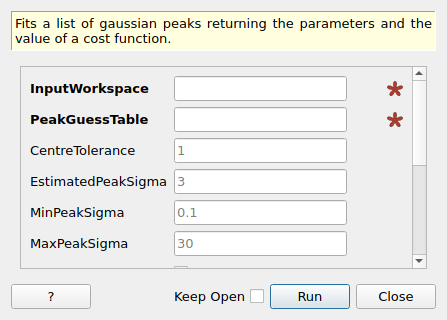 Fits a list of gaussian peaks returning the parameters and the
value of a cost function.
InputWorkspace
PeakGuessTable
CentreTolerance 1
EstimatedPeakSigma 3
MinPeakSigma 0.1
MaxPeakSigma 30
? Keep Open Run Close